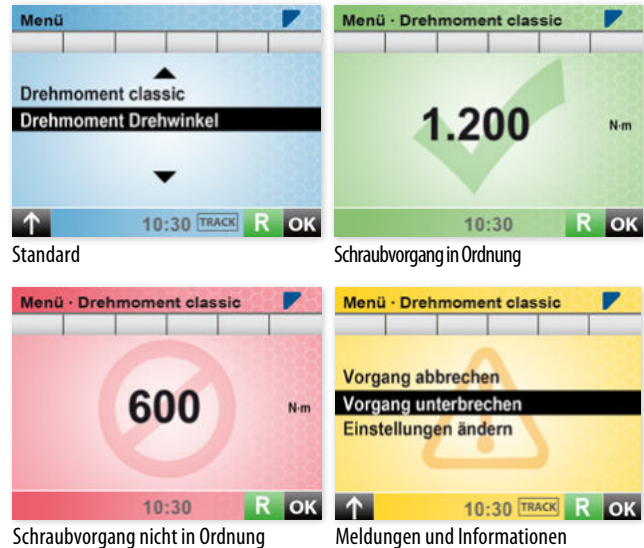 Menü
Drehmoment classic
Drehmoment Drehwinkel
10:30 TRACK R OK
Standard
Menü · Drehmoment classic
1.200 N·m
10:30 R OK
Schraubvorgang in Ordnung
Menü · Drehmoment classic
600 N·m
10:30 R OK
Schraubvorgang nicht in Ordnung
Menü · Drehmoment classic
Vorgang abbrechen
Vorgang unterbrechen
Einstellungen ändern
10:30 TRACK R OK
Meldungen und Informationen